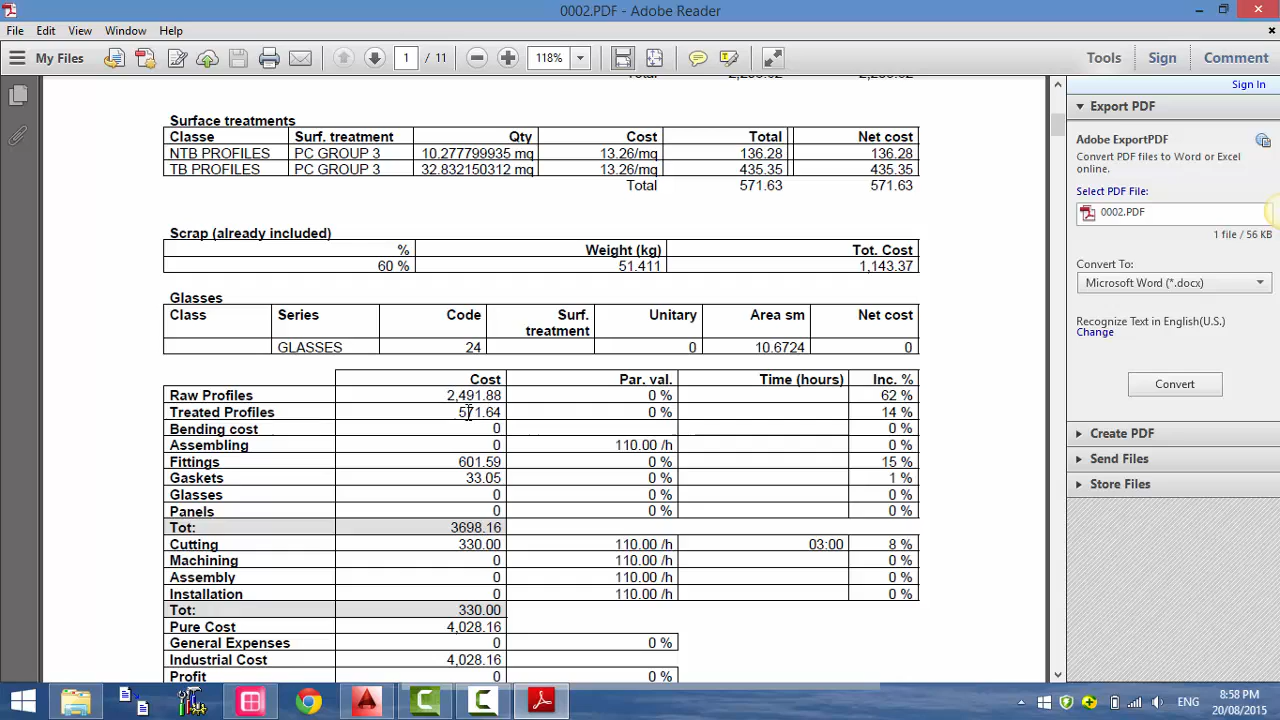 0002.PDF - Adobe Reader
File Edit View Window Help
My Files 1 / 11 118% Tools Sign Comment
Total
Sign In
Surface treatments
Classe Surf. treatment Qty Cost Total Net cost
NTB PROFILES PC GROUP 3 10.277799935 mq 13.26/mq 136.28 136.28
TB PROFILES PC GROUP 3 32.832150312 mq 13.26/mq 435.35 435.35
Total 571.63 571.63
Scrap (already included)
% Weight (kg) Tot. Cost
60 % 51.411 1,143.37
Glasses
Class Series Code Surf. treatment Unitary Area sm Net cost
GLASSES 24 0 10.6724 0
Cost Par. val. Time (hours) Inc. %
Raw Profiles 2,491.88 0 % 62 %
Treated Profiles 571.64 0 % 14 %
Bending cost 0 0 %
Assembling 0 110.00 /h 0 %
Fittings 601.59 0 % 15 %
Gaskets 33.05 0 % 1 %
Glasses 0 0 % 0 %
Panels 0 0 % 0 %
Tot: 3698.16
Cutting 330.00 110.00 /h 03:00 8 %
Machining 0 110.00 /h 0 %
Assembly 0 110.00 /h 0 %
Installation 0 110.00 /h 0 %
Tot: 330.00
Pure Cost 4,028.16
General Expenses 0 0 %
Industrial Cost 4,028.16
Profit 0 0 %
Export PDF
Adobe ExportPDF
Convert PDF files to Word or Excel
online.
Select PDF File:
0002.PDF
1 file / 56 KB
Convert To:
Microsoft Word (*.docx)
Recognize Text in English(U.S.)
Change
Convert
Create PDF
Send Files
Store Files
ENG
8:58 PM
20/08/2015